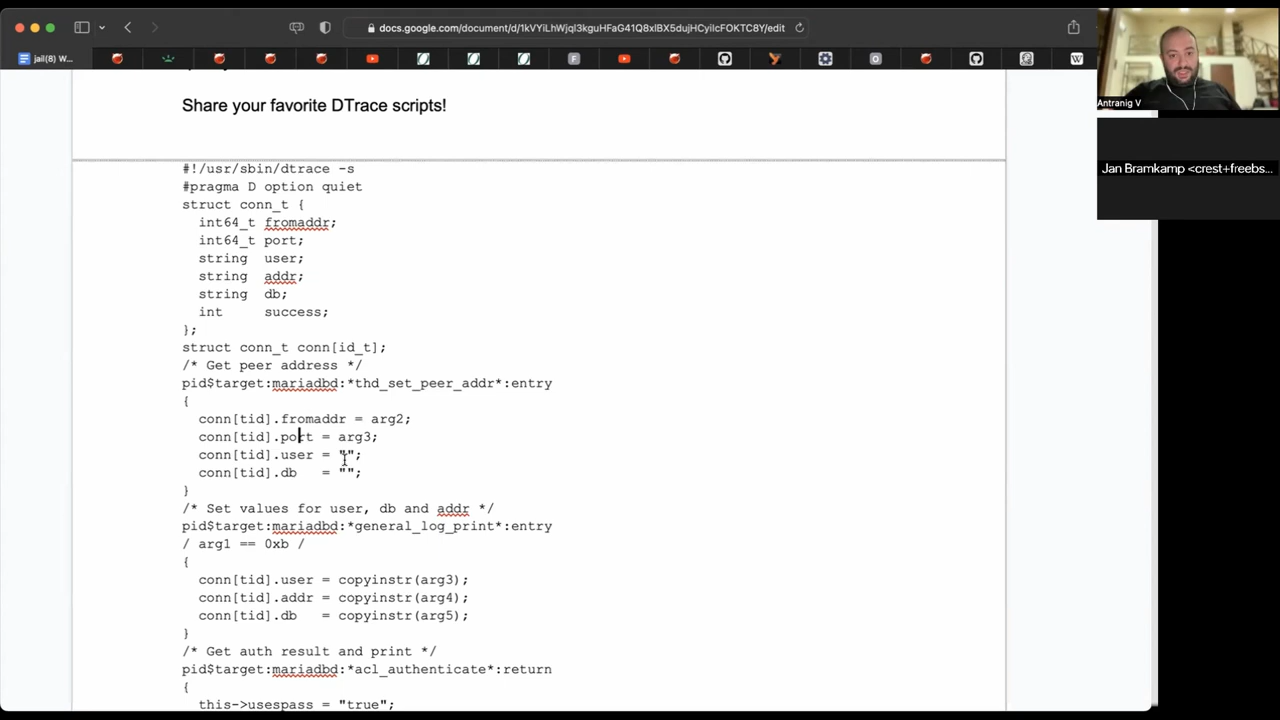 docs.google.com/document/d/1kVYiLhWjqI3kguHFaG41Q8xIBX5dujHCyiIcFOKTC8Y/edit
jail(8) W...
Antranig V
Share your favorite DTrace scripts!
Jan Bramkamp <crest+freebs...
#!/usr/sbin/dtrace -s
#pragma D option quiet
struct conn_t {
int64_t fromaddr;
int64_t port;
string user;
string addr;
string db;
int success;
};
struct conn_t conn[id_t];
/* Get peer address */
pid$target:mariadbd:*thd_set_peer_addr*:entry
{
conn[tid].fromaddr = arg2;
conn[tid].port = arg3;
conn[tid].user = "";
conn[tid].db = "";
}
/* Set values for user, db and addr */
pid$target:mariadbd:*general_log_print*:entry
/ arg1 == 0xb /
{
conn[tid].user = copyinstr(arg3);
conn[tid].addr = copyinstr(arg4);
conn[tid].db = copyinstr(arg5);
}
/* Get auth result and print */
pid$target:mariadbd:*acl_authenticate*:return
{
this->usespass = "true";